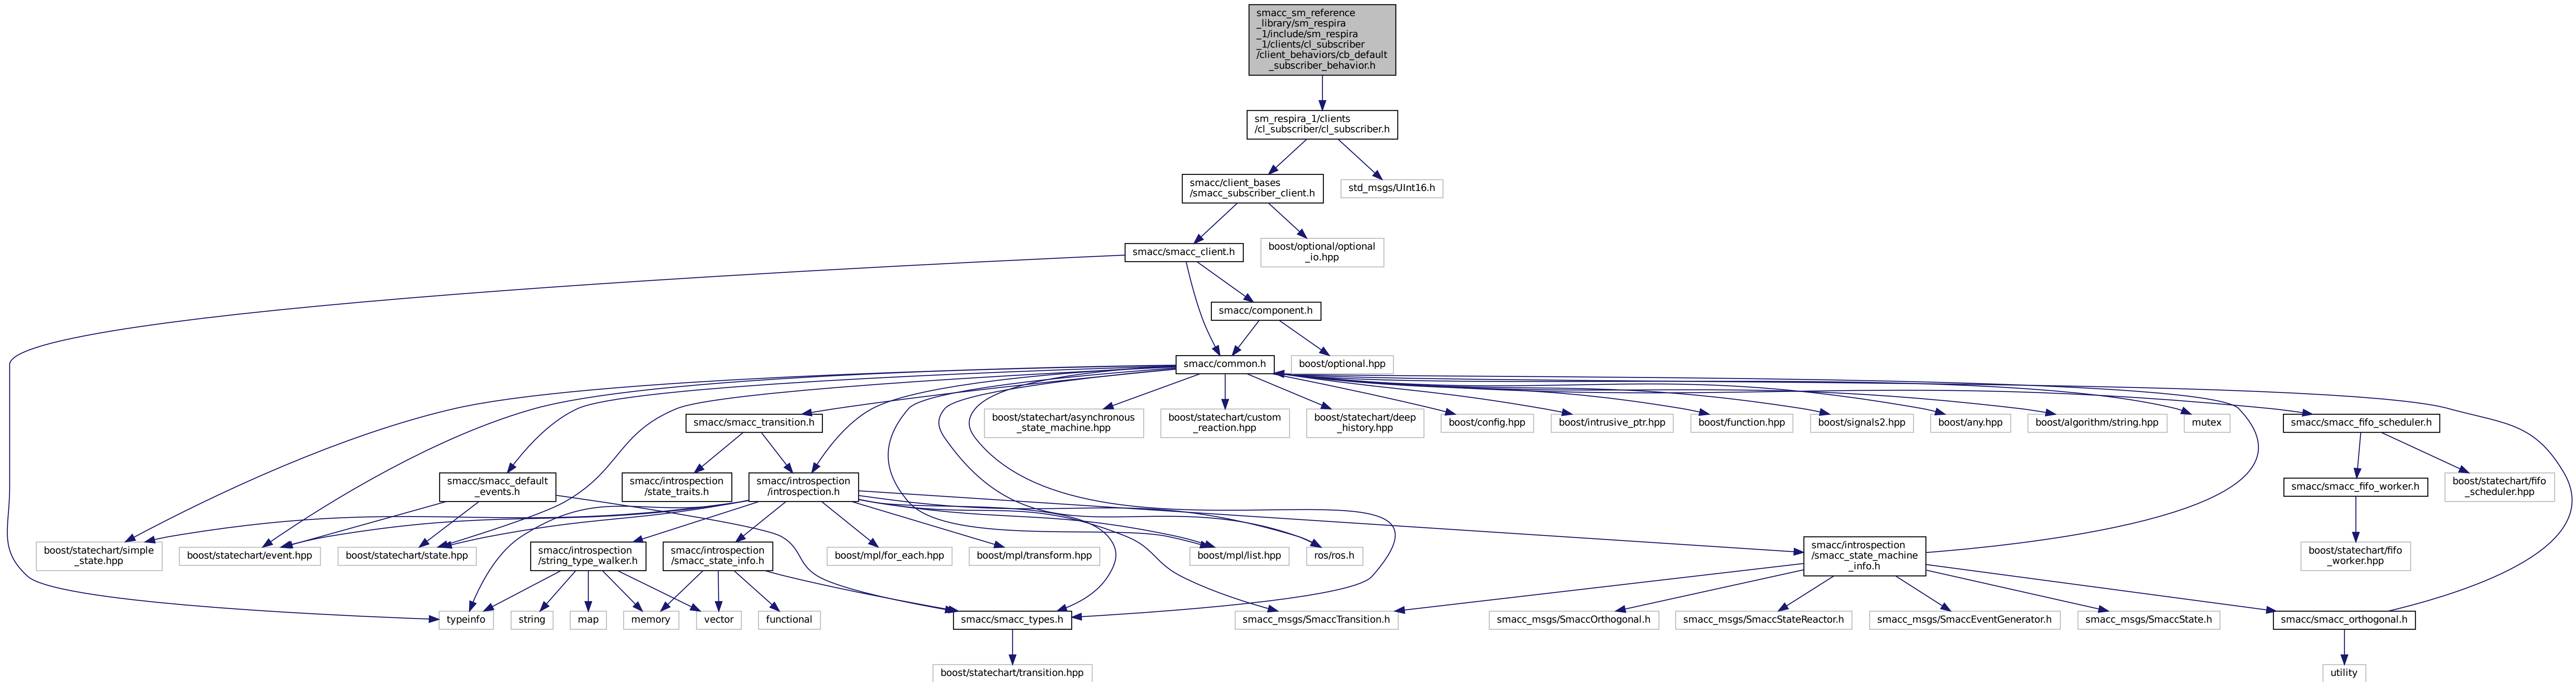 smacc_sm_reference
_library/sm_respira
_1/include/sm_respira
_1/clients/cl_subscriber
/client_behaviors/cb_default
_subscriber_behavior.h
sm_respira_1/clients
/cl_subscriber/cl_subscriber.h
smacc/client_bases
/smacc_subscriber_client.h
std_msgs/UInt16.h
smacc/smacc_client.h
boost/optional/optional
_io.hpp
smacc/component.h
smacc/common.h
boost/optional.hpp
smacc/smacc_transition.h
boost/statechart/asynchronous
_state_machine.hpp
boost/statechart/custom
_reaction.hpp
boost/statechart/deep
_history.hpp
boost/config.hpp
boost/intrusive_ptr.hpp
boost/function.hpp
boost/signals2.hpp
boost/any.hpp
boost/algorithm/string.hpp
mutex
smacc/smacc_fifo_scheduler.h
smacc/smacc_default
_events.h
smacc/introspection
/state_traits.h
smacc/introspection
/introspection.h
smacc/smacc_fifo_worker.h
boost/statechart/fifo
_scheduler.hpp
boost/statechart/simple
_state.hpp
boost/statechart/event.hpp
boost/statechart/state.hpp
smacc/introspection
/string_type_walker.h
smacc/introspection
/smacc_state_info.h
boost/mpl/for_each.hpp
boost/mpl/transform.hpp
boost/mpl/list.hpp
ros/ros.h
smacc/introspection
/smacc_state_machine
_info.h
boost/statechart/fifo
_worker.hpp
typeinfo
string
map
memory
vector
functional
smacc/smacc_types.h
smacc_msgs/SmaccTransition.h
smacc_msgs/SmaccOrthogonal.h
smacc_msgs/SmaccStateReactor.h
smacc_msgs/SmaccEventGenerator.h
smacc_msgs/SmaccState.h
smacc/smacc_orthogonal.h
boost/statechart/transition.hpp
utility